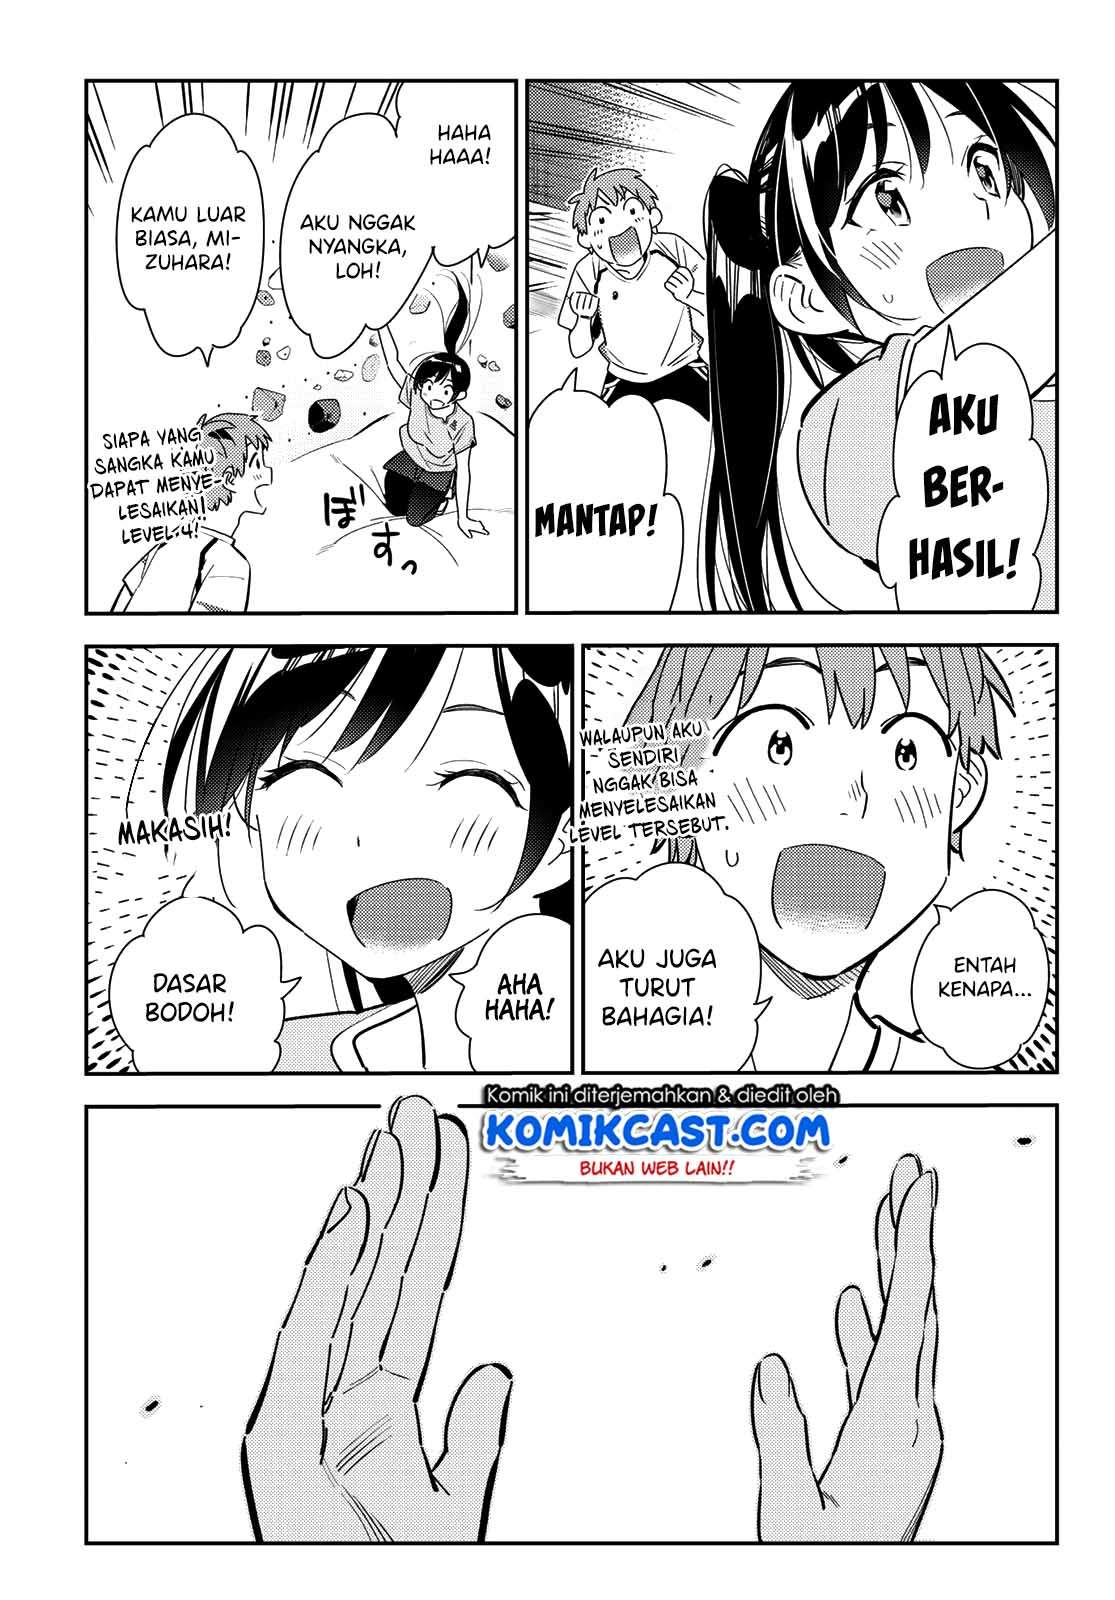 AKU
BER-
HASIL!
MANTAP!
HAHA
HAAA!
AKU NGGAK
NYANGKA,
LOH!
KAMU LUAR
BIASA, MI-
ZUHARA!
SIAPA YANG
SANGKA KAMU
DAPAT MENYE-
LESAIKAN
LEVEL 4!
ぼ
すっ
ENTAH
KENAPA...
AKU JUGA
TURUT
BAHAGIA!
WALAUPUN AKU
SENDIRI
NGGAK BISA
MENYELESAIKAN
LEVEL TERSEBUT.
AHA
HAHA!
MAKASIH!
DASAR
BODOH!
Komik ini diterjemahkan & diedit oleh
KOMIKCAST.COM
BUKAN WEB LAIN!!